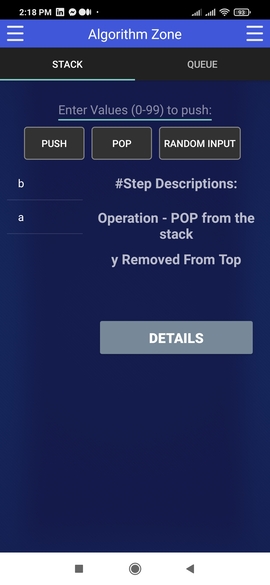 2:18 PM
93
Algorithm Zone
STACK QUEUE
Enter Values (0-99) to push:
PUSH POP RANDOM INPUT
b
a
#Step Descriptions:
Operation - POP from the
stack
y Removed From Top
DETAILS